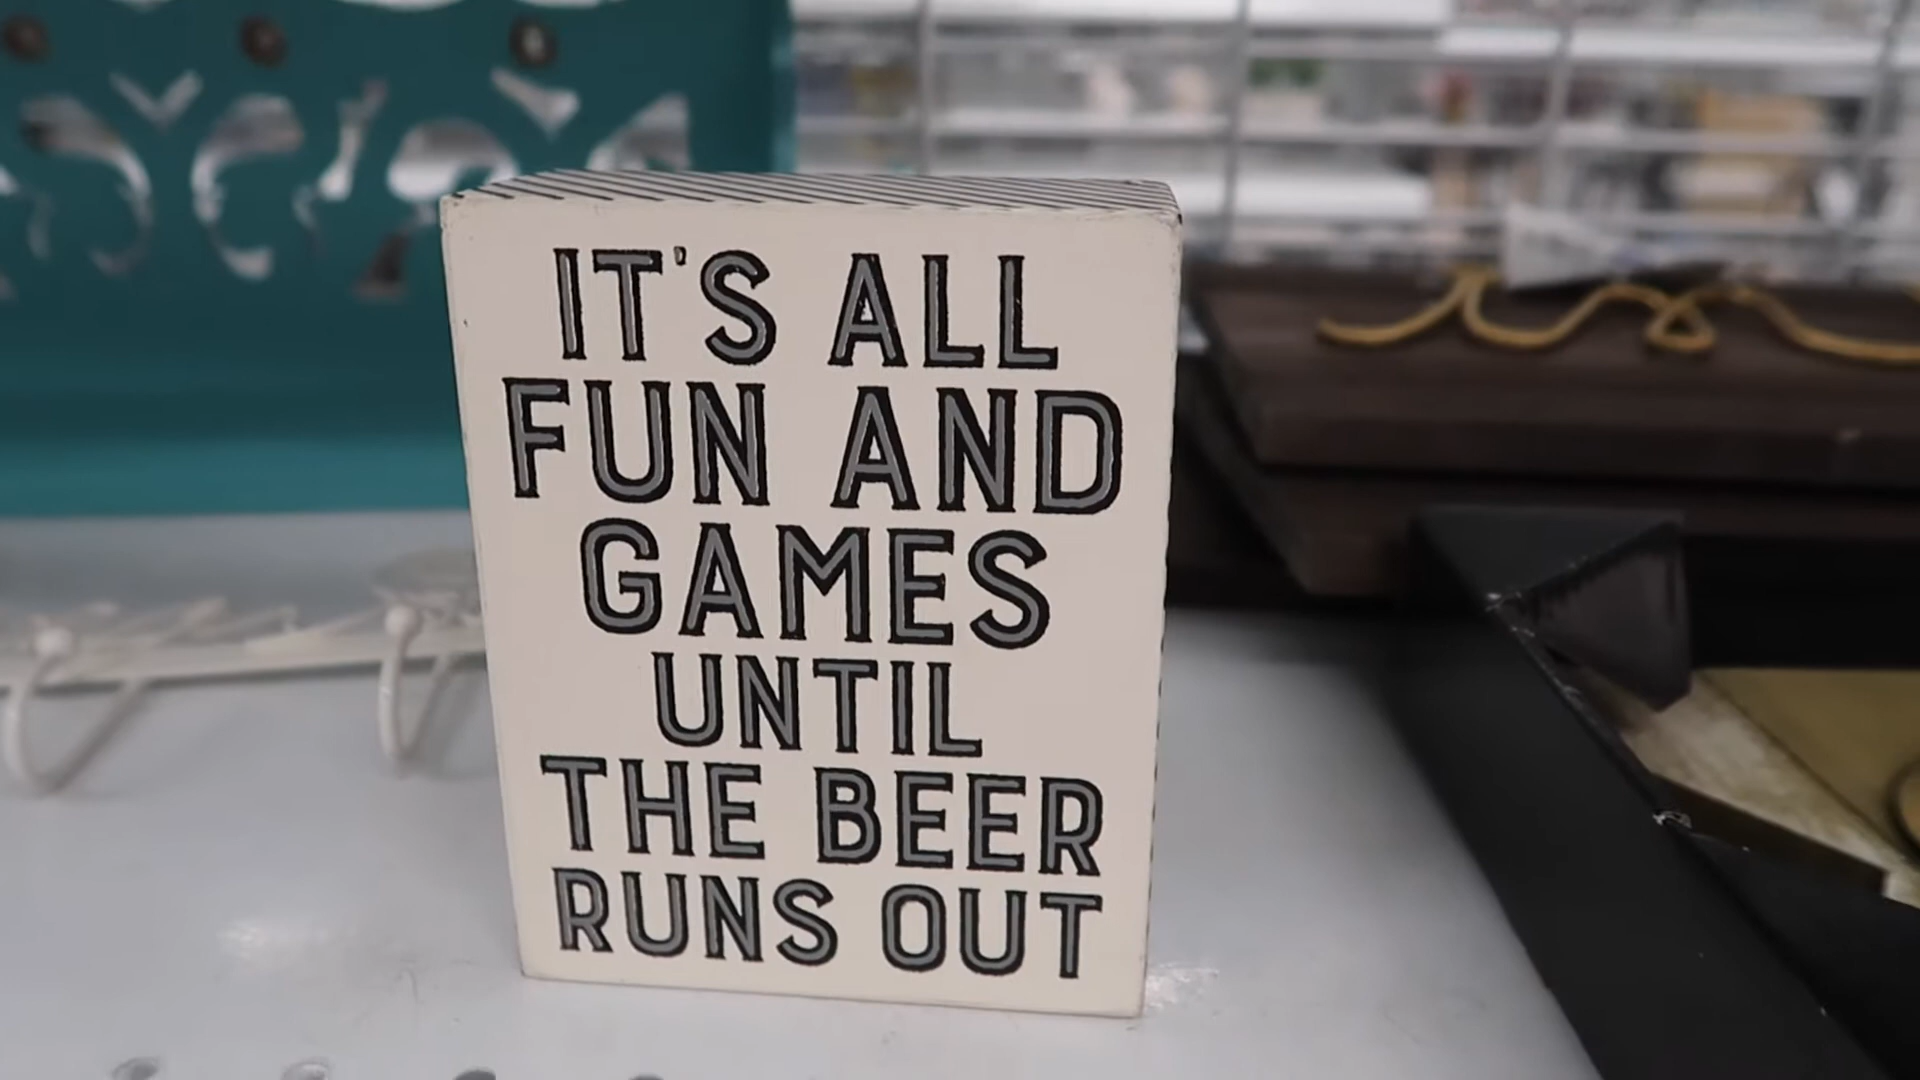 IT'S ALL
FUN AND
GAMES
UNTIL
THE BEER
RUNS OUT